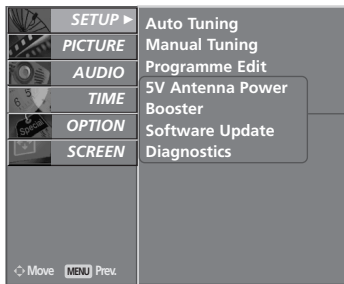 SETUP
PICTURE
AUDIO
TIME
OPTION
SCREEN
Auto Tuning
Manual Tuning
Programme Edit
5V Antenna Power
Booster
Software Update
Diagnostics
Special
Move MENU Prev.